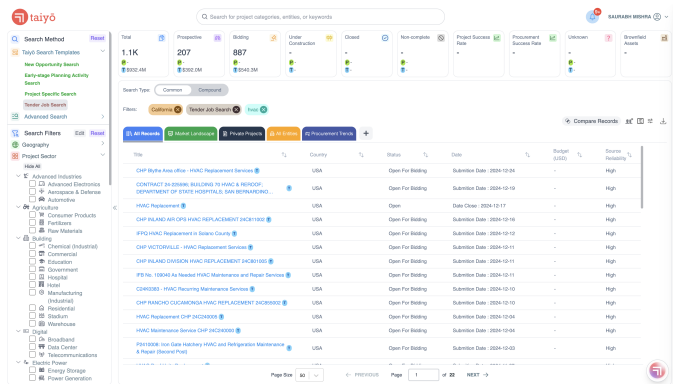 taiyō
Search for project categories, entities, or keywords
SAURABH MISHRA
Search Method
Reset
Taiyō Search Templates
New Opportunity Search
Early-stage Planning Activity
Search
Project Specific Search
Tender Job Search
Advanced Search
Search Filters
Edit
Reset
Geography
Project Sector
Hide All
Advanced Industries
Advanced Electronics
Aerospace & Defense
Automotive
Agriculture
Consumer Products
Fertilizers
Raw Materials
Building
Chemical (Industrial)
Commercial
Education
Government
Hospital
Hotel
Manufacturing
(Industrial)
Residential
Stadium
Warehouse
Digital
Broadband
Data Center
Telecommunications
Electric Power
Energy Storage
Power Generation
Total
1.1K
P -
T $932.4M
Prospective
207
P -
T $392.0M
Bidding
887
P -
T $540.3M
Under
Construction
-
P -
T -
Closed
-
P -
T -
Non-complete
-
P -
T -
Project Success
Rate
-
Procurement
Success Rate
-
Unknown
-
P -
T -
Brownfield
Assets
-
Search Type:
Common
Compound
Filters:
California
Tender Job Search
hvac
Compare Records
All Records
Market Landscape
Private Projects
All Entities
Procurement Trends
+
Title
Country
Status
Date
Budget
(USD)
Source
Reliability
CHP Blythe Area office - HVAC Replacement Services T
USA
Open For Bidding
Submition Date : 2024-12-24
-
High
CONTRACT 24-225696, BUILDING 70 HVAC & REROOF,
DEPARTMENT OF STATE HOSPITALS, SAN BERNARDINO...
USA
Open For Bidding
Submition Date : 2024-12-19
-
High
HVAC Replacement T
USA
Open
Date Close : 2024-12-17
-
High
CHP INLAND AIR OPS HVAC REPLACEMENT 24C811002 T
USA
Open For Bidding
Submition Date : 2024-12-16
-
High
IFPQ HVAC Replacement in Solano County T
USA
Open For Bidding
Submition Date : 2024-12-12
-
High
CHP VICTORVILLE - HVAC Replacement Services T
USA
Open For Bidding
Submition Date : 2024-12-11
-
High
CHP INLAND DIVISION HVAC REPLACEMENT 24C801005 T
USA
Open For Bidding
Submition Date : 2024-12-11
-
High
IFB No. 166046 As Needed HVAC Maintenance and Repair Services T
USA
Open For Bidding
Submition Date : 2024-12-11
-
High
HVAC Recurring Maintenance Services T
USA
Open For Bidding
Submition Date : 2024-12-10
-
High
CHP RANCHO CUCAMONGA HVAC REPLACEMENT 24C855002 T
USA
Open For Bidding
Submition Date : 2024-12-10
-
High
HVAC Replacement CHP 24C240005 T
USA
Open For Bidding
Submition Date : 2024-12-04
-
High
HVAC Maintenance Service CHP 24C240000 T
USA
Open For Bidding
Submition Date : 2024-12-04
-
High
Iron Gate Hatchery HVAC and Refrigeration Maintenance
& Repair (Second Post)
USA
Open For Bidding
Submition Date : 2024-12-03
-
High
Page Size
50
PREVIOUS
Page
1
of 22
NEXT